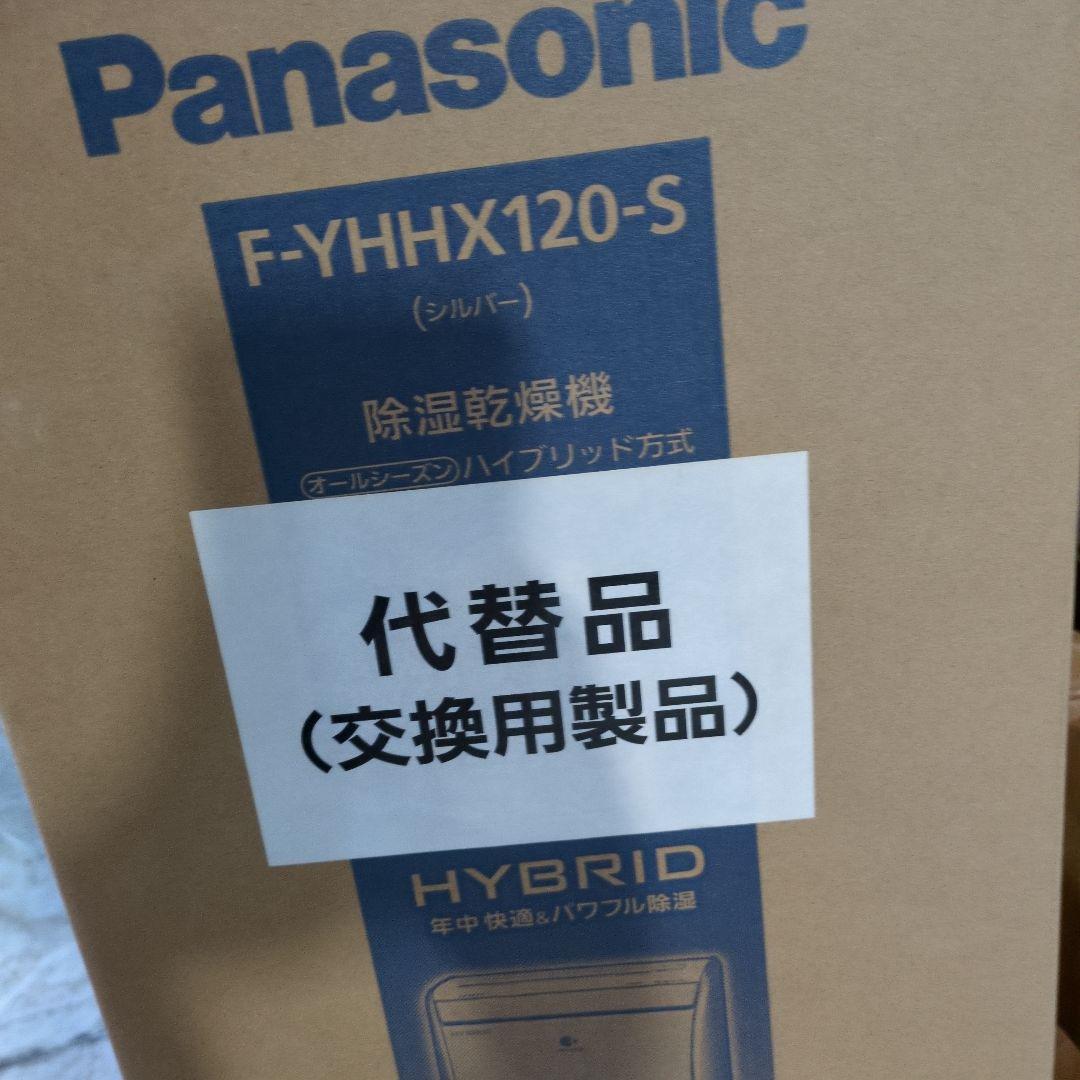 Panasonic
F-YHHX120-S
(シルバー)
除湿乾燥機
オールシーズン ハイブリッド方式
代替品
(交換用製品)
HYBRID
年中 快適&パワフル除湿